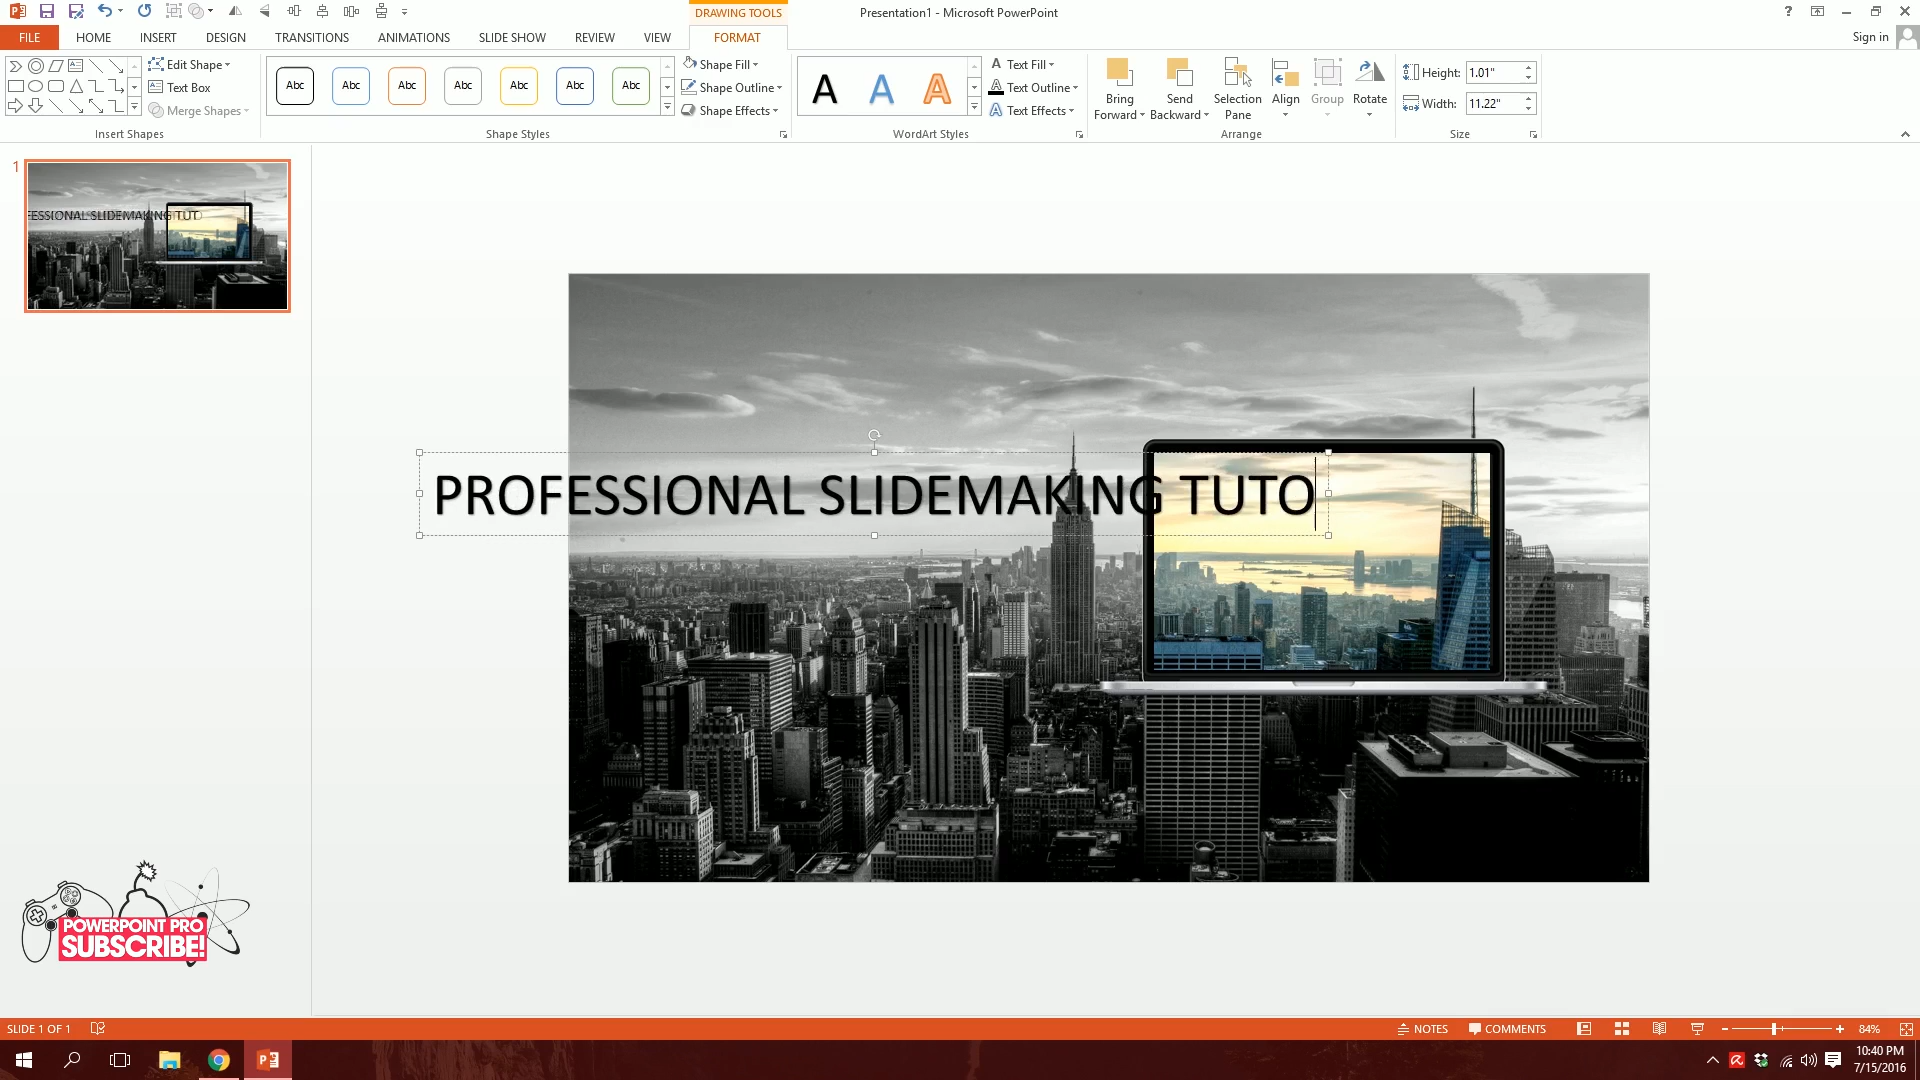 DRAWING TOOLS
Presentation1 - Microsoft PowerPoint
?
FILE
HOME
INSERT
DESIGN
TRANSITIONS
ANIMATIONS
SLIDE SHOW
REVIEW
VIEW
FORMAT
Sign in
Edit Shape
Text Box
Merge Shapes
Insert Shapes
Abc
Abc
Abc
Abc
Abc
Abc
Abc
Shape Fill
Shape Outline
Shape Effects
Shape Styles
A
A
A
Text Fill
Text Outline
Text Effects
WordArt Styles
Bring
Forward
Send
Backward
Selection
Pane
Align
Group
Rotate
Arrange
Height: 1.01"
Width: 11.22"
Size
1
FESSIONAL SLIDEMAKING TUT
PROFESSIONAL SLIDEMAKING TUTO
POWERPOINT PRO
SUBSCRIBE!
SLIDE 1 OF 1
NOTES
COMMENTS
84%
10:40 PM
7/15/2016